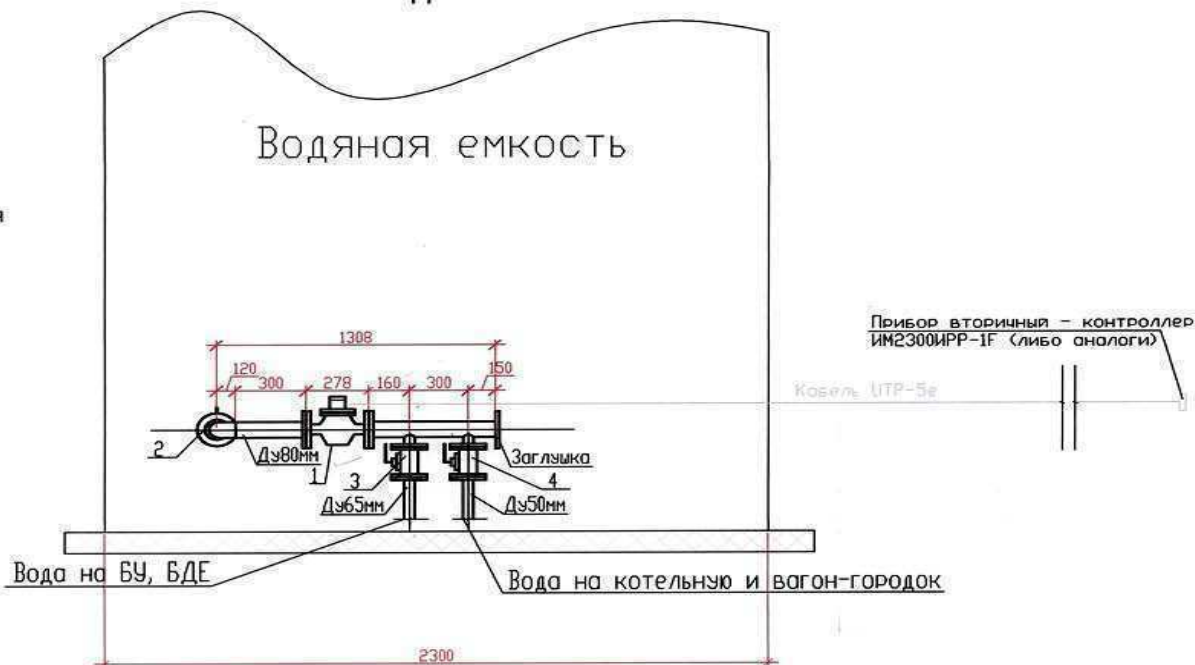 Водяная емкость
Прибор вторичный - контроллер
ИМ2300ИРР-1F (либо аналоги)
Кабель UTP-5e
1308
120
300
278
160
300
150
2
Ду80мм
1
3
4
Заглушка
Ду65мм
Ду50мм
Вода на БУ, БДЕ
Вода на котельную и вагон-городок
2300